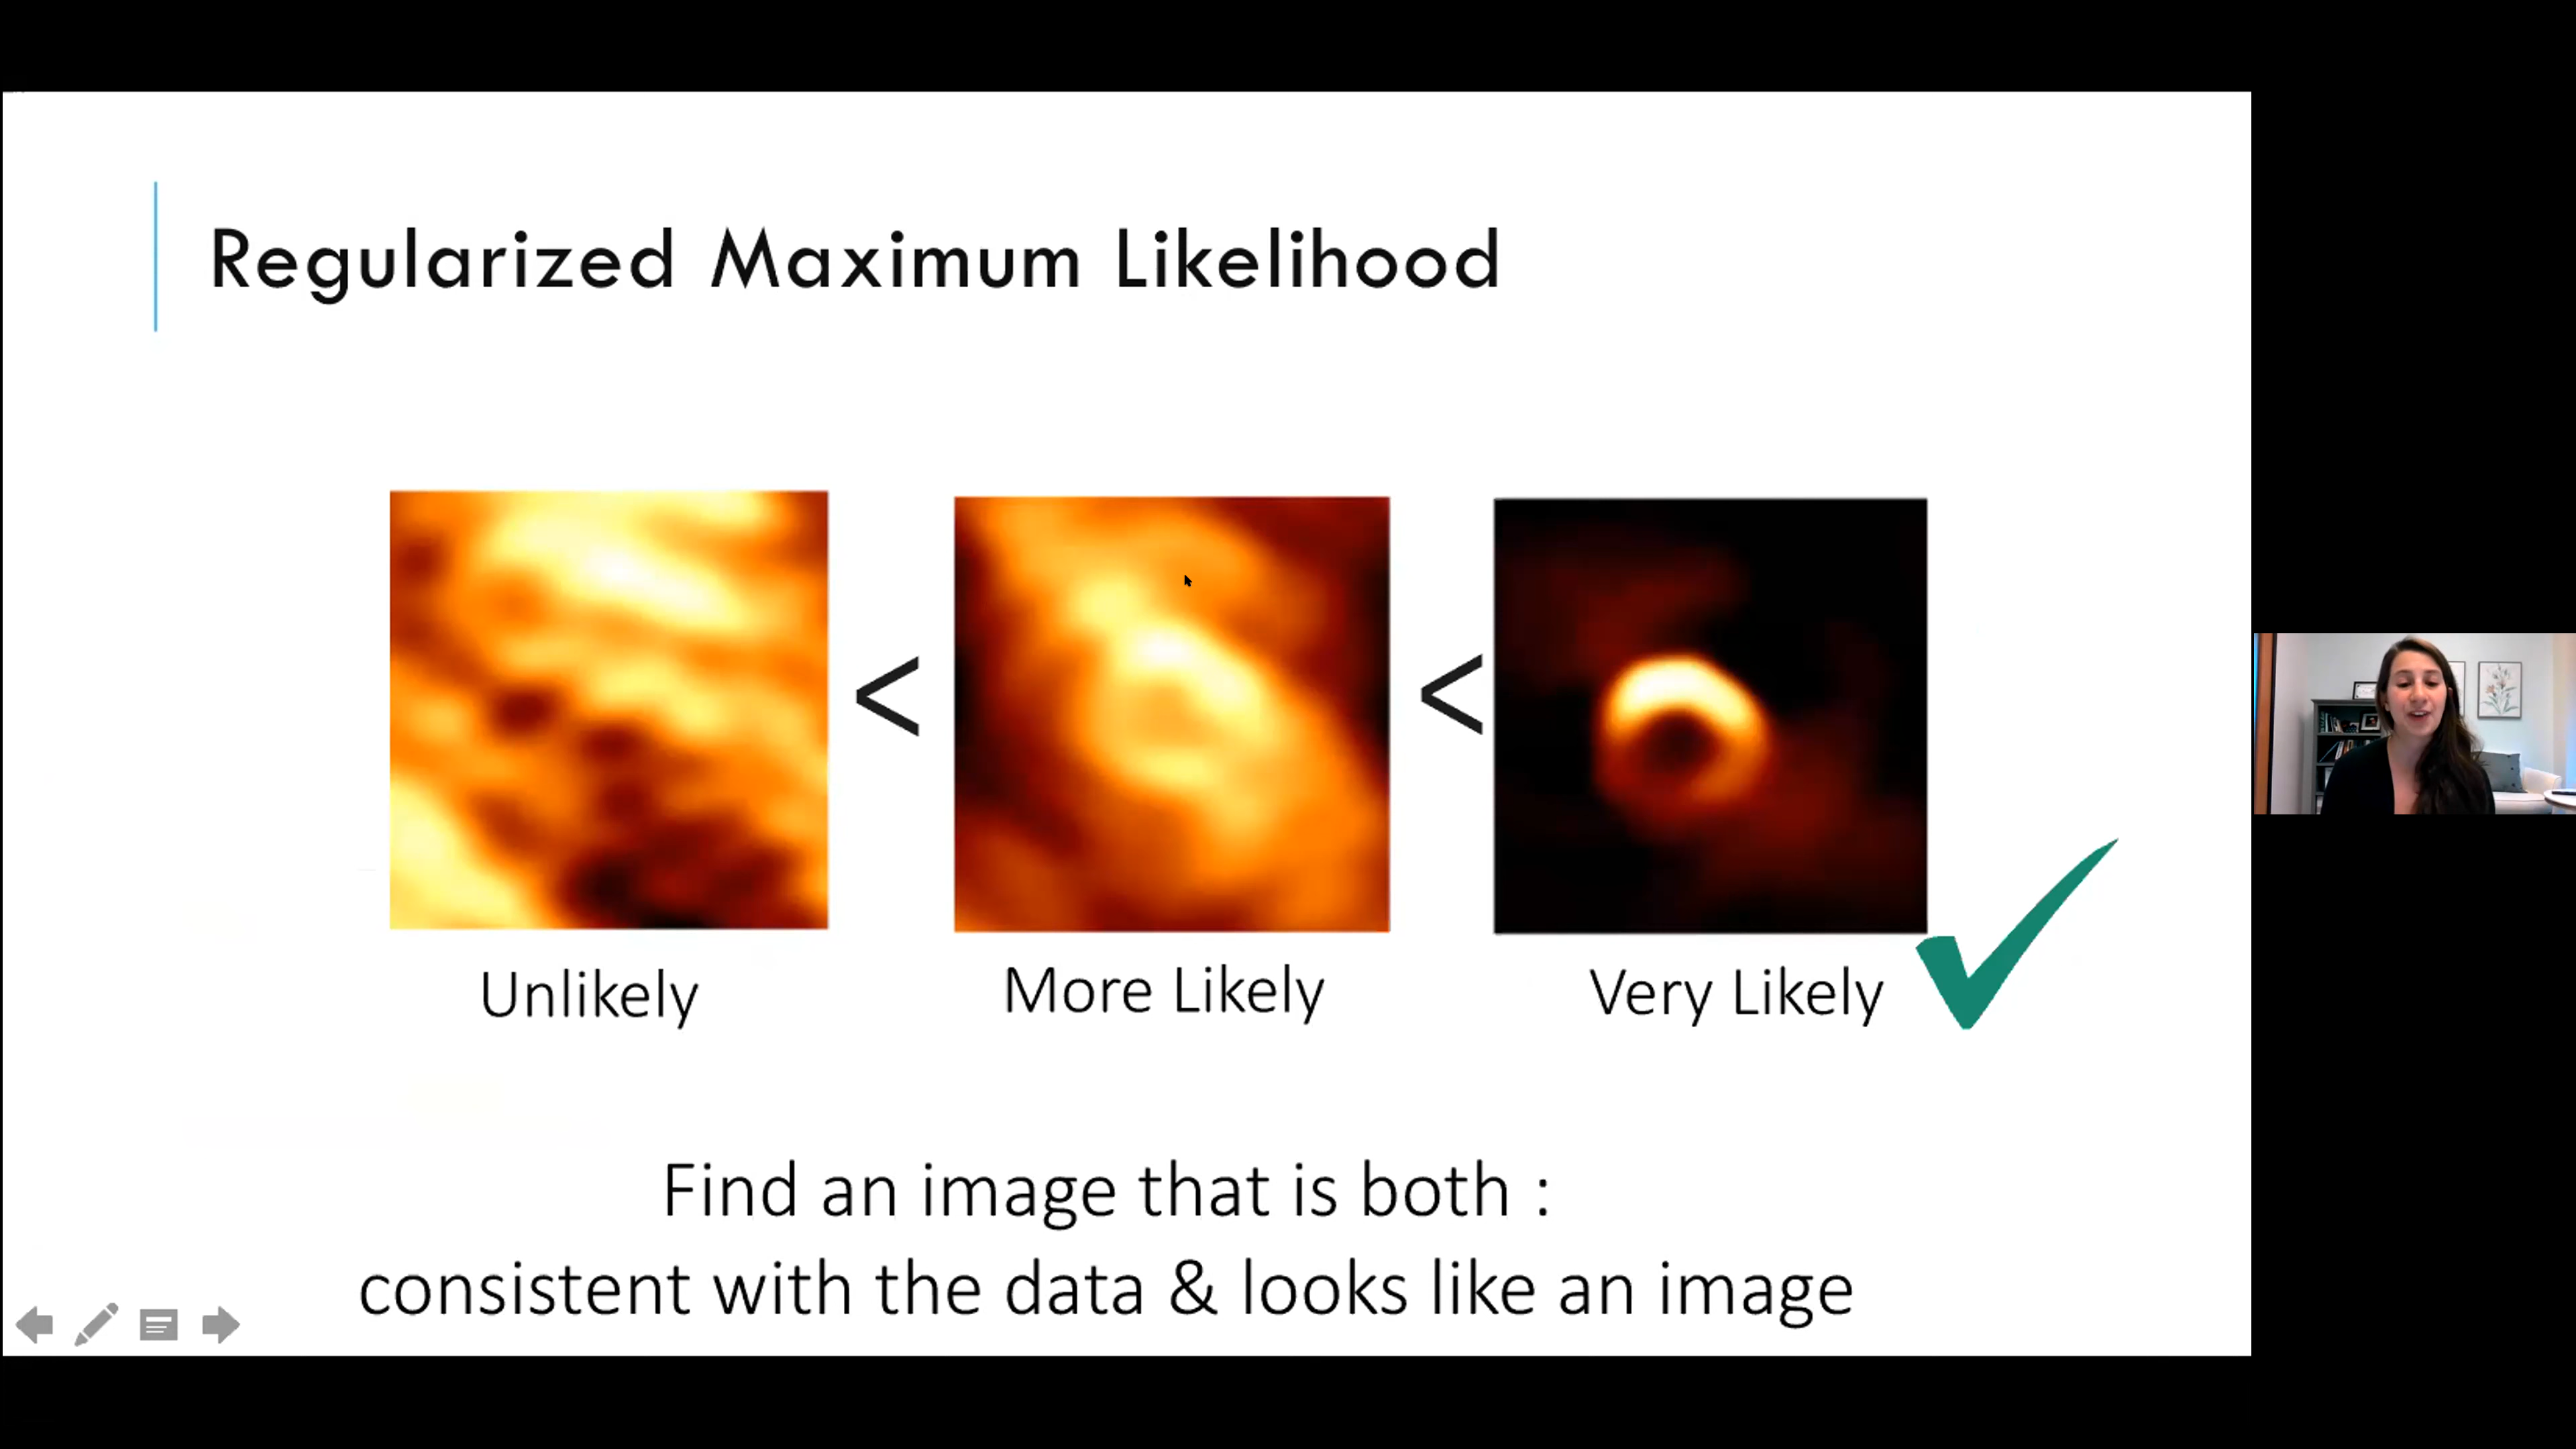 Regularized Maximum Likelihood
<
<
Unlikely
More Likely
Very Likely
Find an image that is both :
consistent with the data & looks like an image